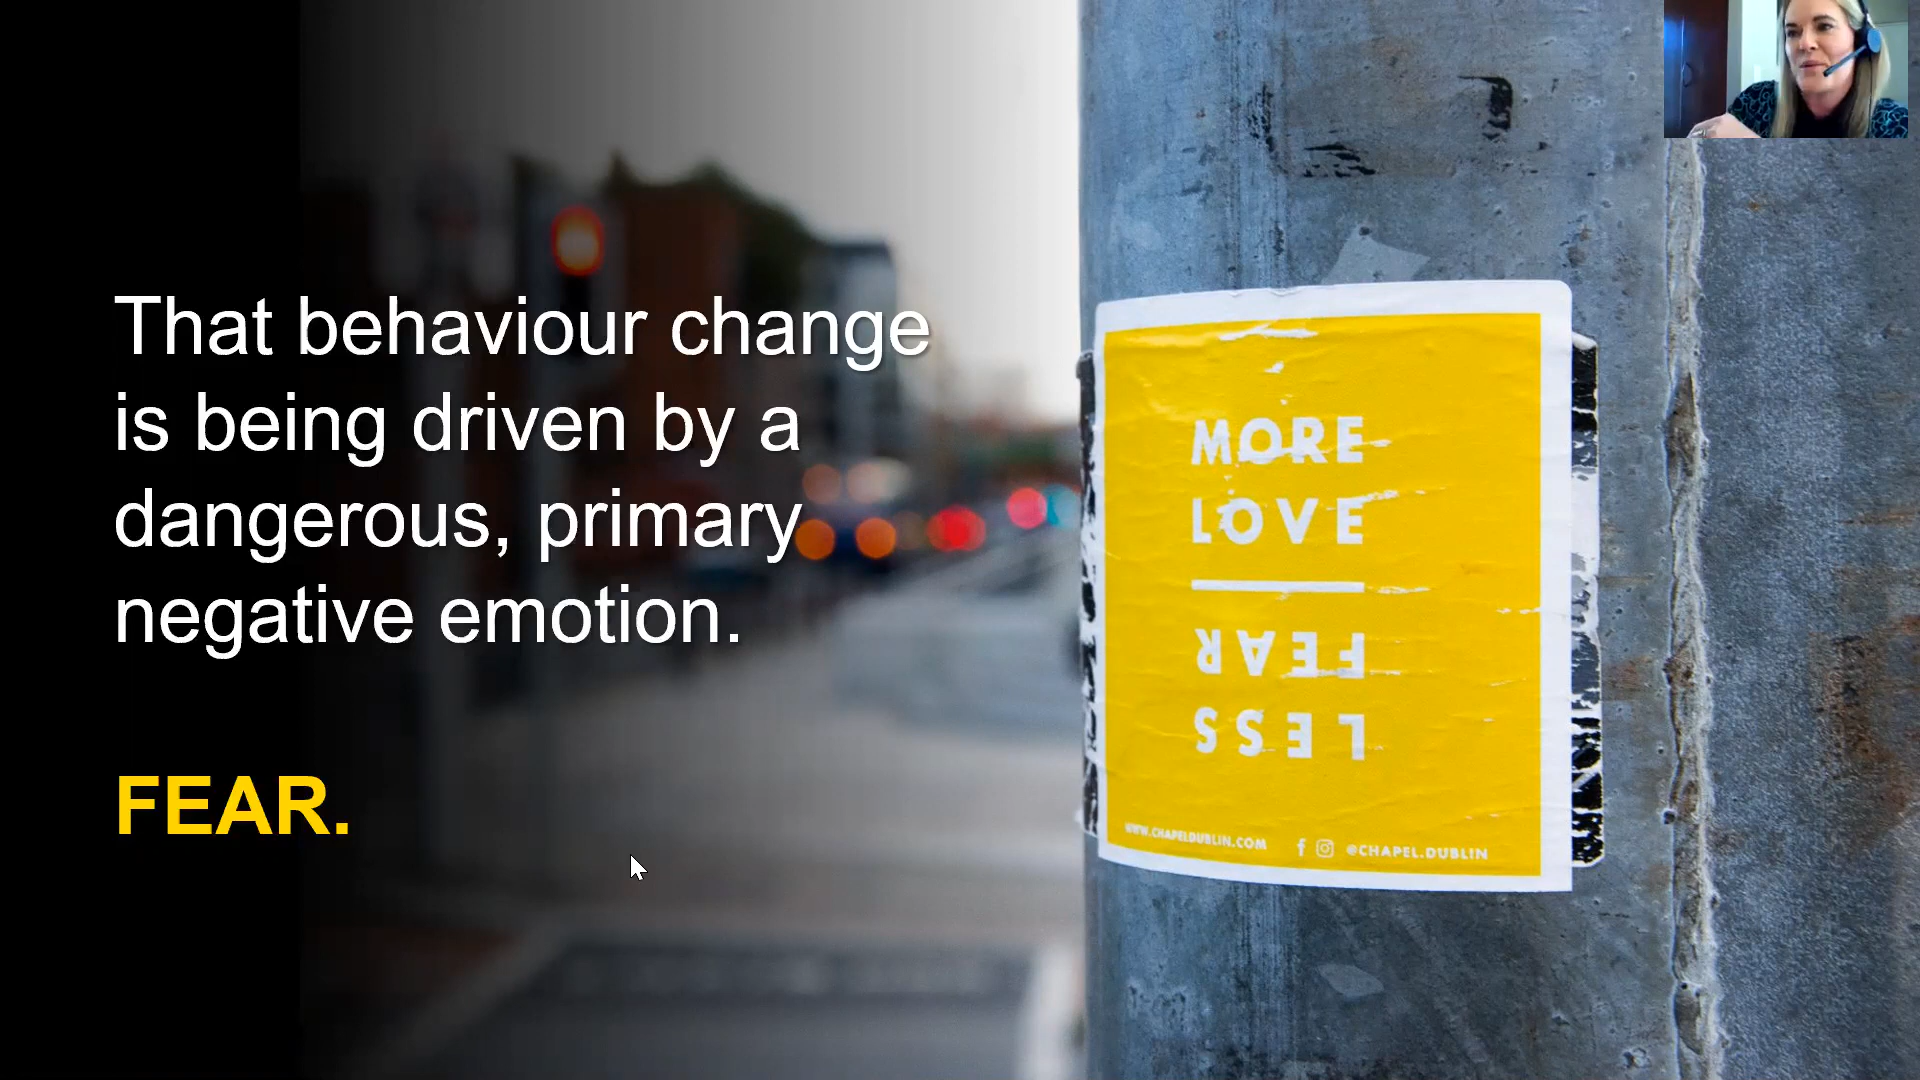 That behaviour change
is being driven by a
dangerous, primary
negative emotion.
FEAR.
MORE
LOVE
LESS
FEAR
WWW.CHAPELDUBLIN.COM
@CHAPEL.DUBLIN